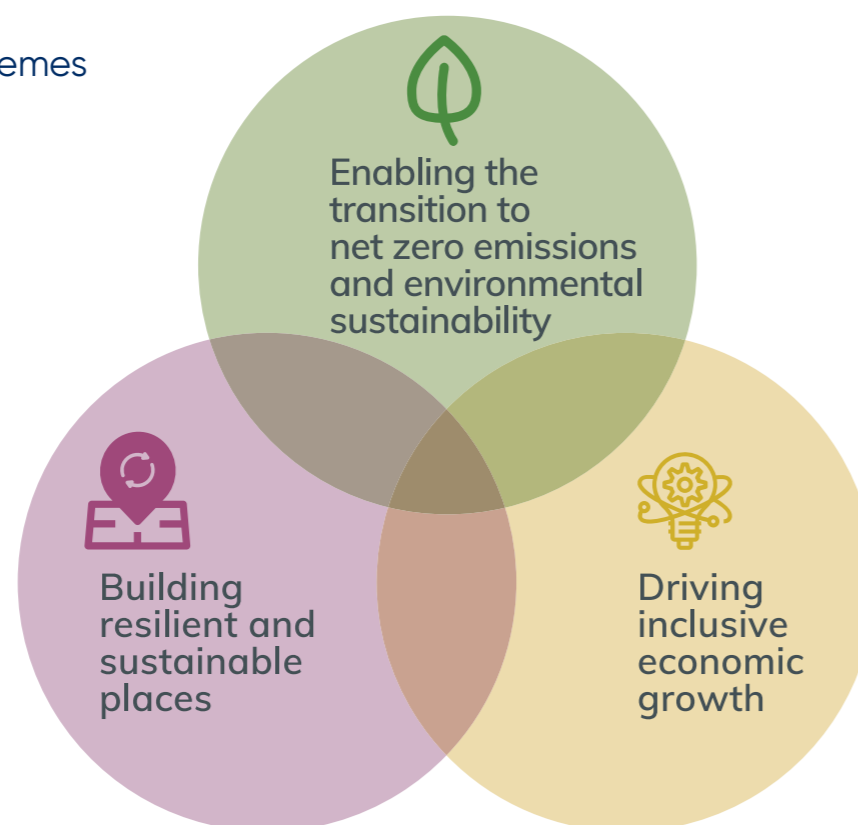 emes
Enabling the
transition to
net zero emissions
and environmental
sustainability
Building
resilient and
sustainable
places
Driving
inclusive
economic
growth